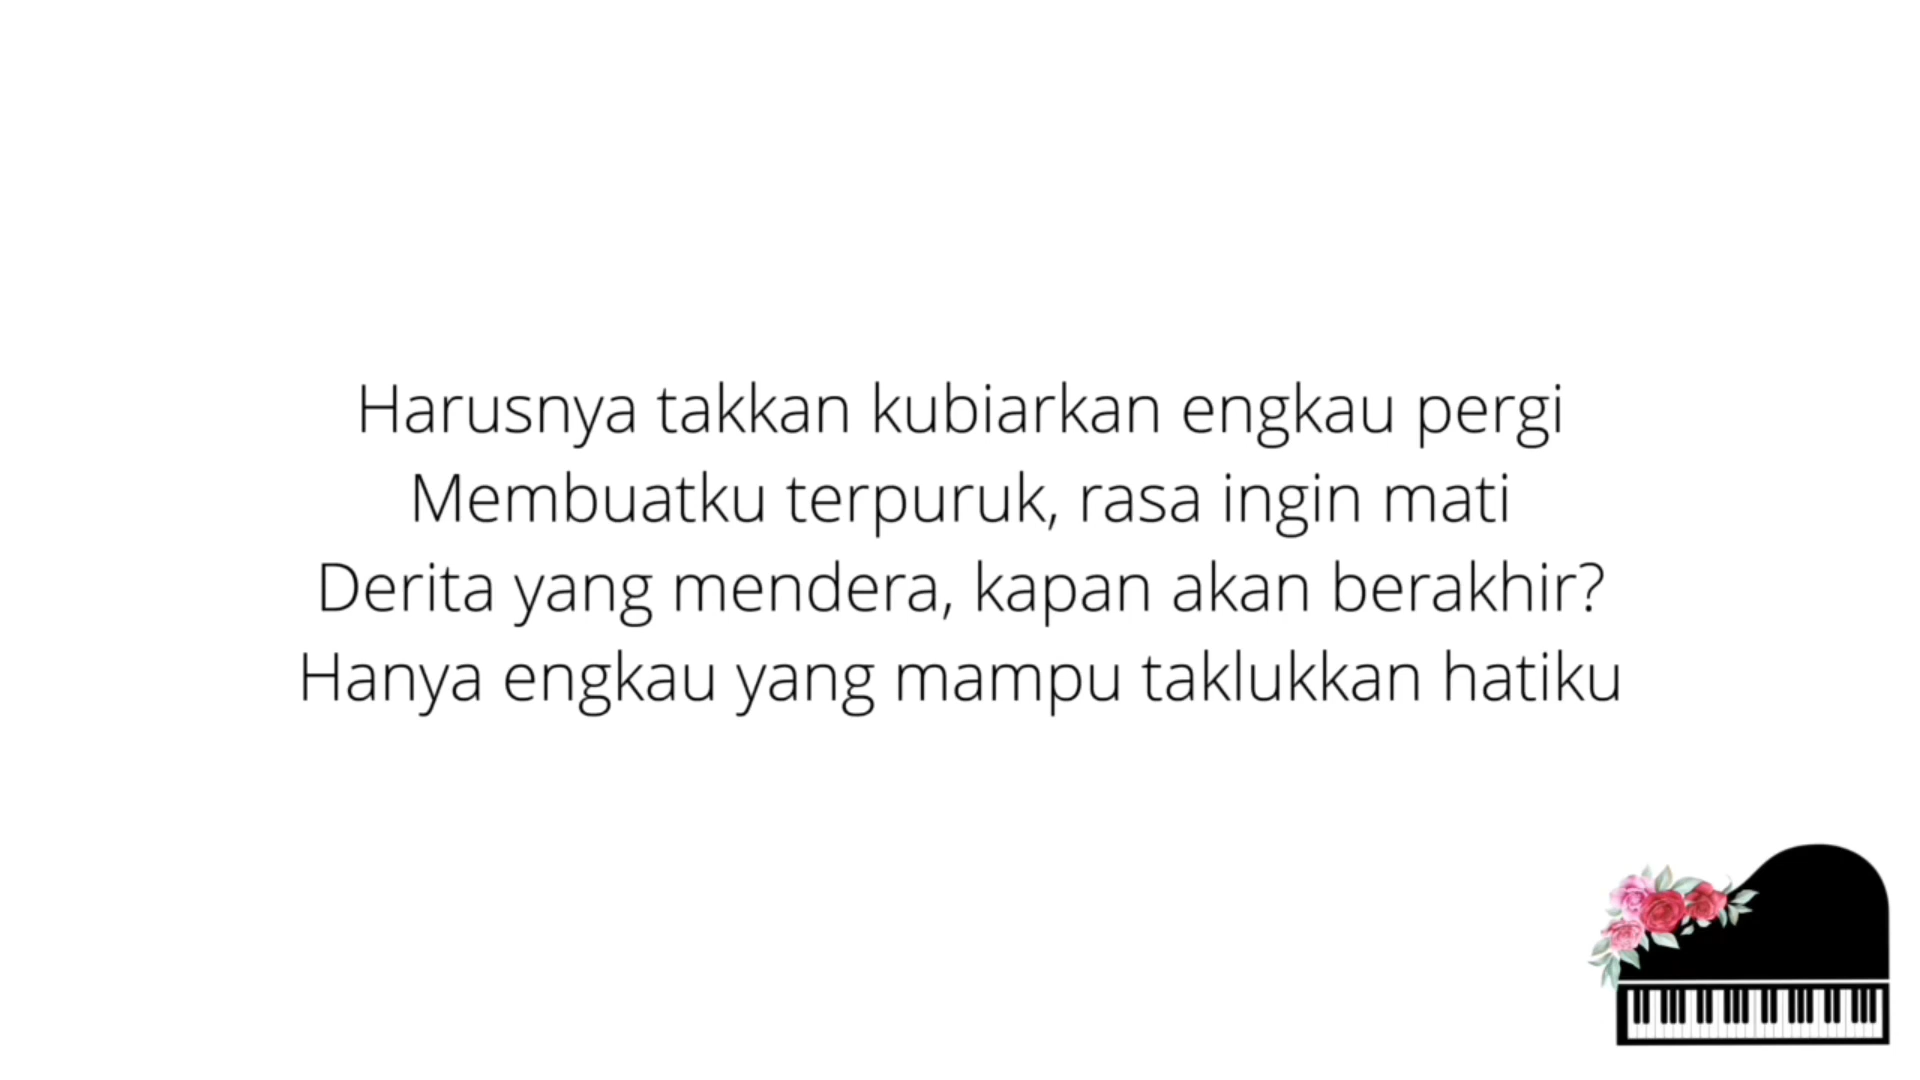 Harusnya takkan kubiarkan engkau pergi
Membuatku terpuruk, rasa ingin mati
Derita yang mendera, kapan akan berakhir?
Hanya engkau yang mampu taklukkan hatiku